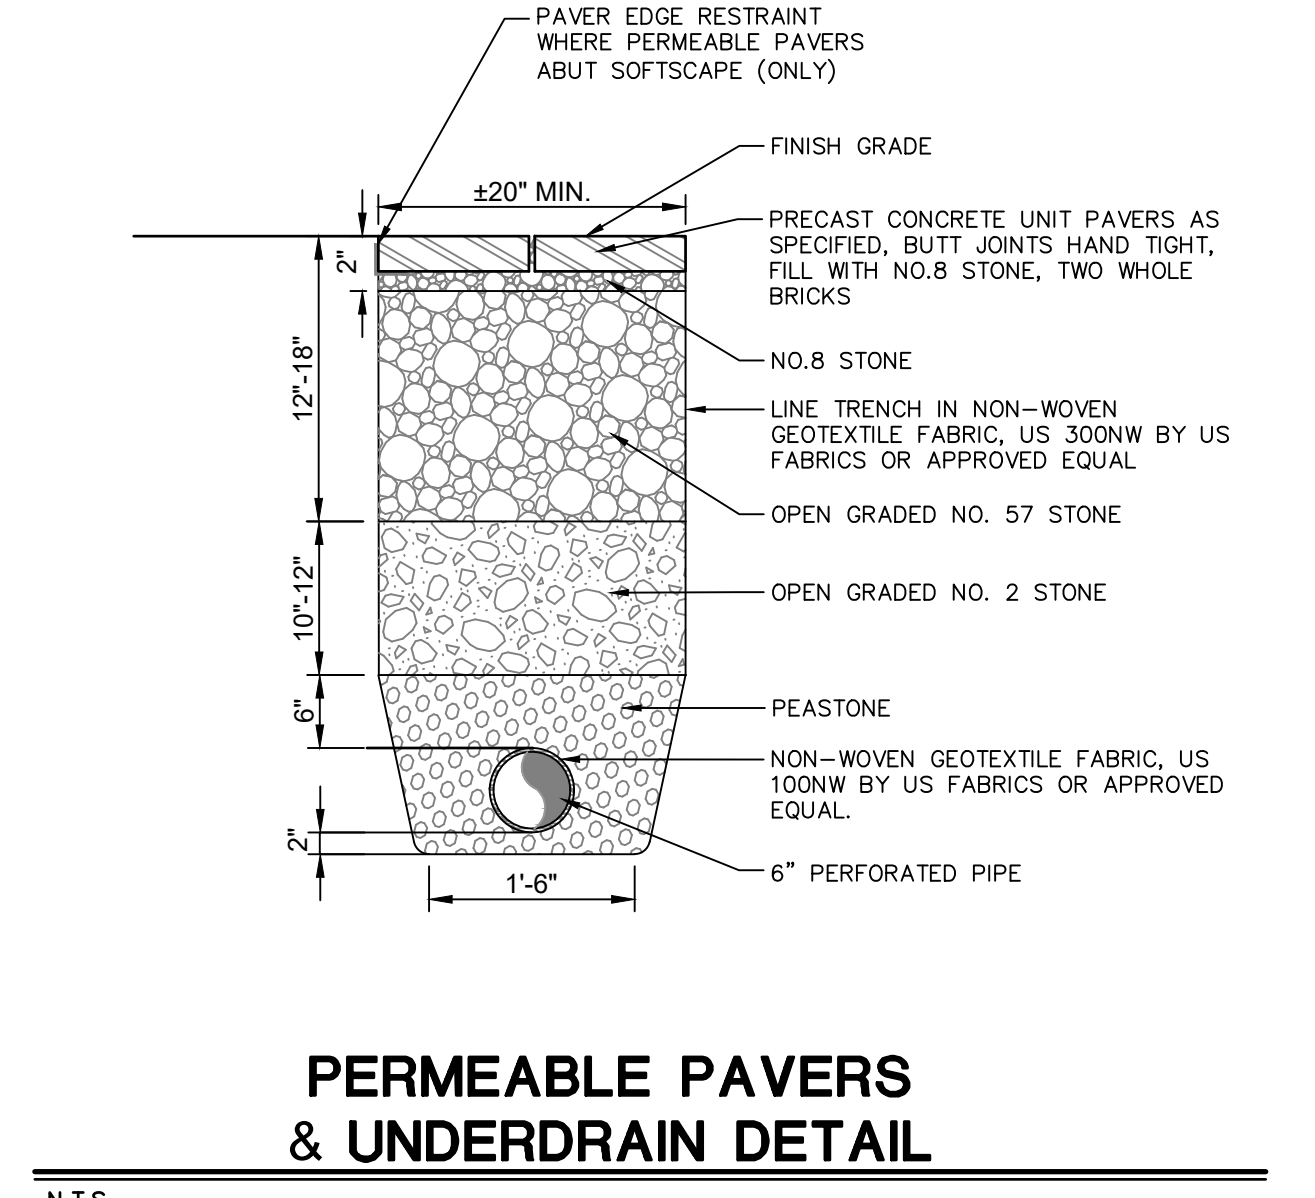 PAVER EDGE RESTRAINT
WHERE PERMEABLE PAVERS
ABUT SOFTSCAPE (ONLY)
FINISH GRADE
±20" MIN.
PRECAST CONCRETE UNIT PAVERS AS
SPECIFIED, BUTT JOINTS HAND TIGHT,
FILL WITH NO.8 STONE, TWO WHOLE
BRICKS
2"
12"-18"
NO.8 STONE
LINE TRENCH IN NON-WOVEN
GEOTEXTILE FABRIC, US 300NW BY US
FABRICS OR APPROVED EQUAL
OPEN GRADED NO. 57 STONE
10"-12"
OPEN GRADED NO. 2 STONE
6"
PEASTONE
NON-WOVEN GEOTEXTILE FABRIC, US
100NW BY US FABRICS OR APPROVED
EQUAL.
2"
6" PERFORATED PIPE
1'-6"
PERMEABLE PAVERS
& UNDERDRAIN DETAIL
N.T.S.